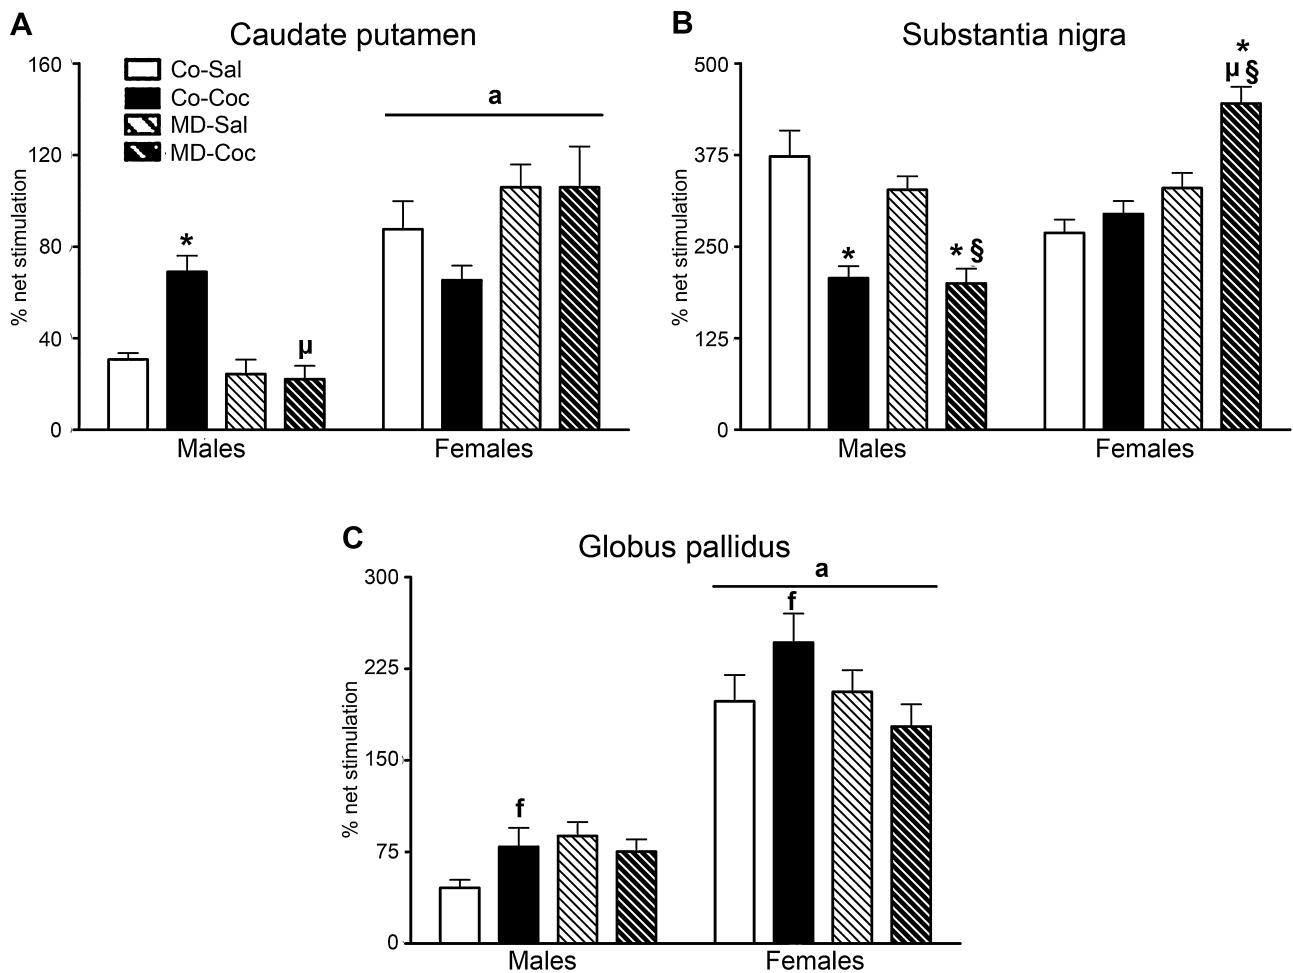 A
Caudate putamen
160
120
80
40
0
% net stimulation
Co-Sal
Co-Coc
MD-Sal
MD-Coc
*
µ
a
Males
Females
B
Substantia nigra
500
375
250
125
0
% net stimulation
*
* §
*
µ §
Males
Females
C
Globus pallidus
300
225
150
75
0
% net stimulation
f
a
f
Males
Females